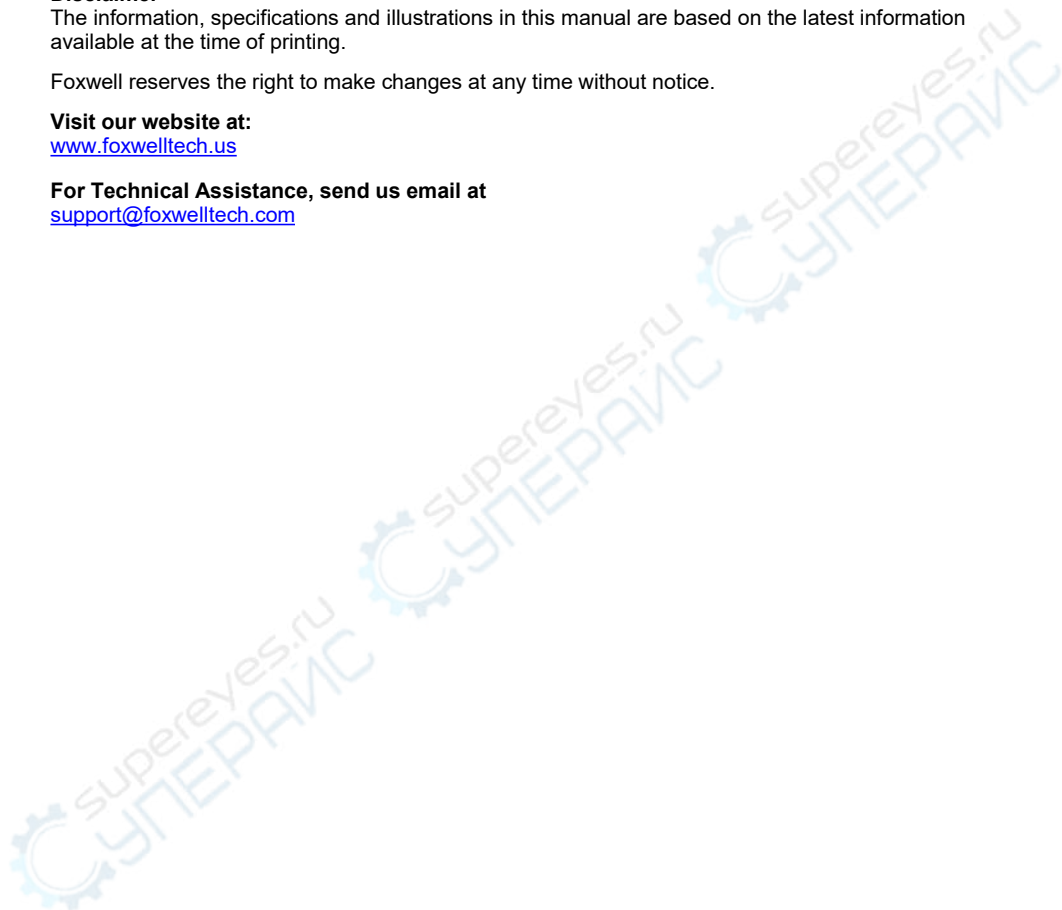 Disclaimer
The information, specifications and illustrations in this manual are based on the latest information
available at the time of printing.
Foxwell reserves the right to make changes at any time without notice.
Visit our website at:
www.foxwelltech.us
For Technical Assistance, send us email at
support@foxwelltech.com
supereyes.ru
СУПЕРАЙС
supereyes.ru
СУПЕРАЙС
supereyes.ru
СУПЕРАЙС